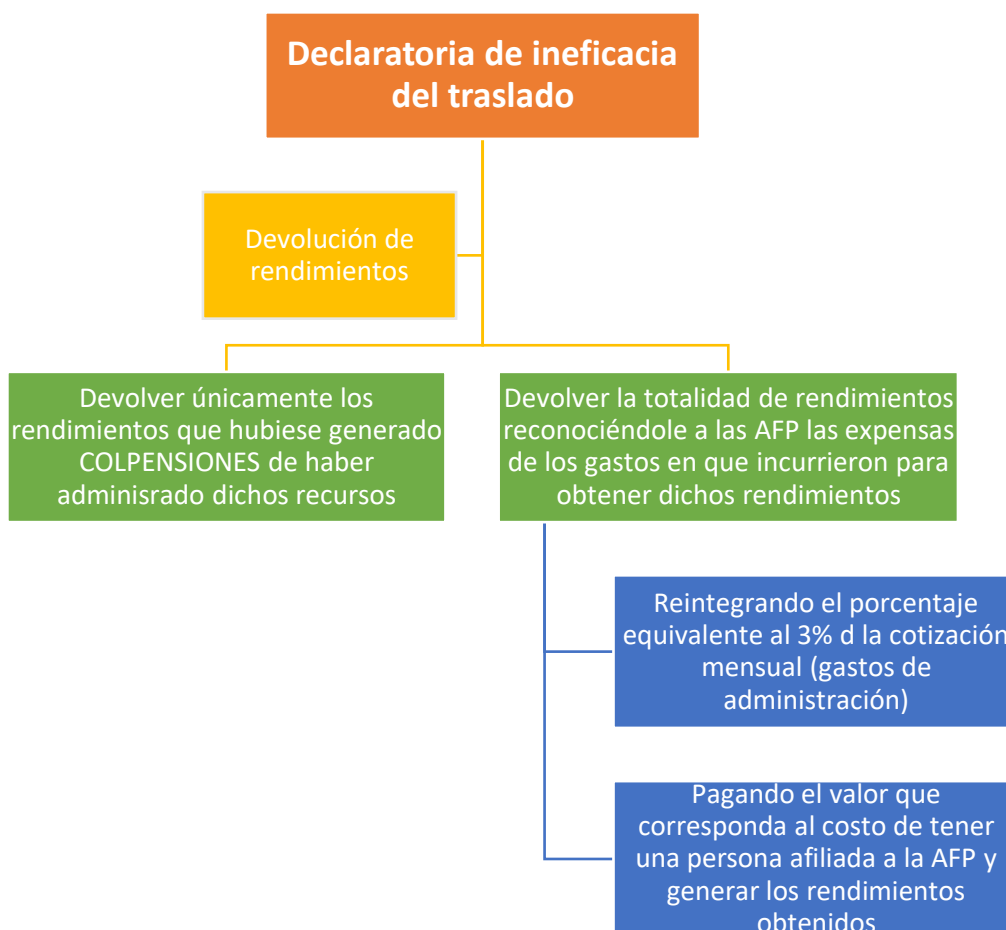 Declaratoria de ineficacia
del traslado
Devolución de
rendimientos
Devolver únicamente los
rendimientos que hubiese generado
COLPENSIONES de haber
adminisrado dichos recursos
Devolver la totalidad de rendimientos
reconociéndole a las AFP las expensas
de los gastos en que incurrieron para
obtener dichos rendimientos
Reintegrando el porcentaje
equivalente al 3% d la cotización
mensual (gastos de
administración)
Pagando el valor que
corresponda al costo de tener
una persona afiliada a la AFP y
generar los rendimientos
obtenidos